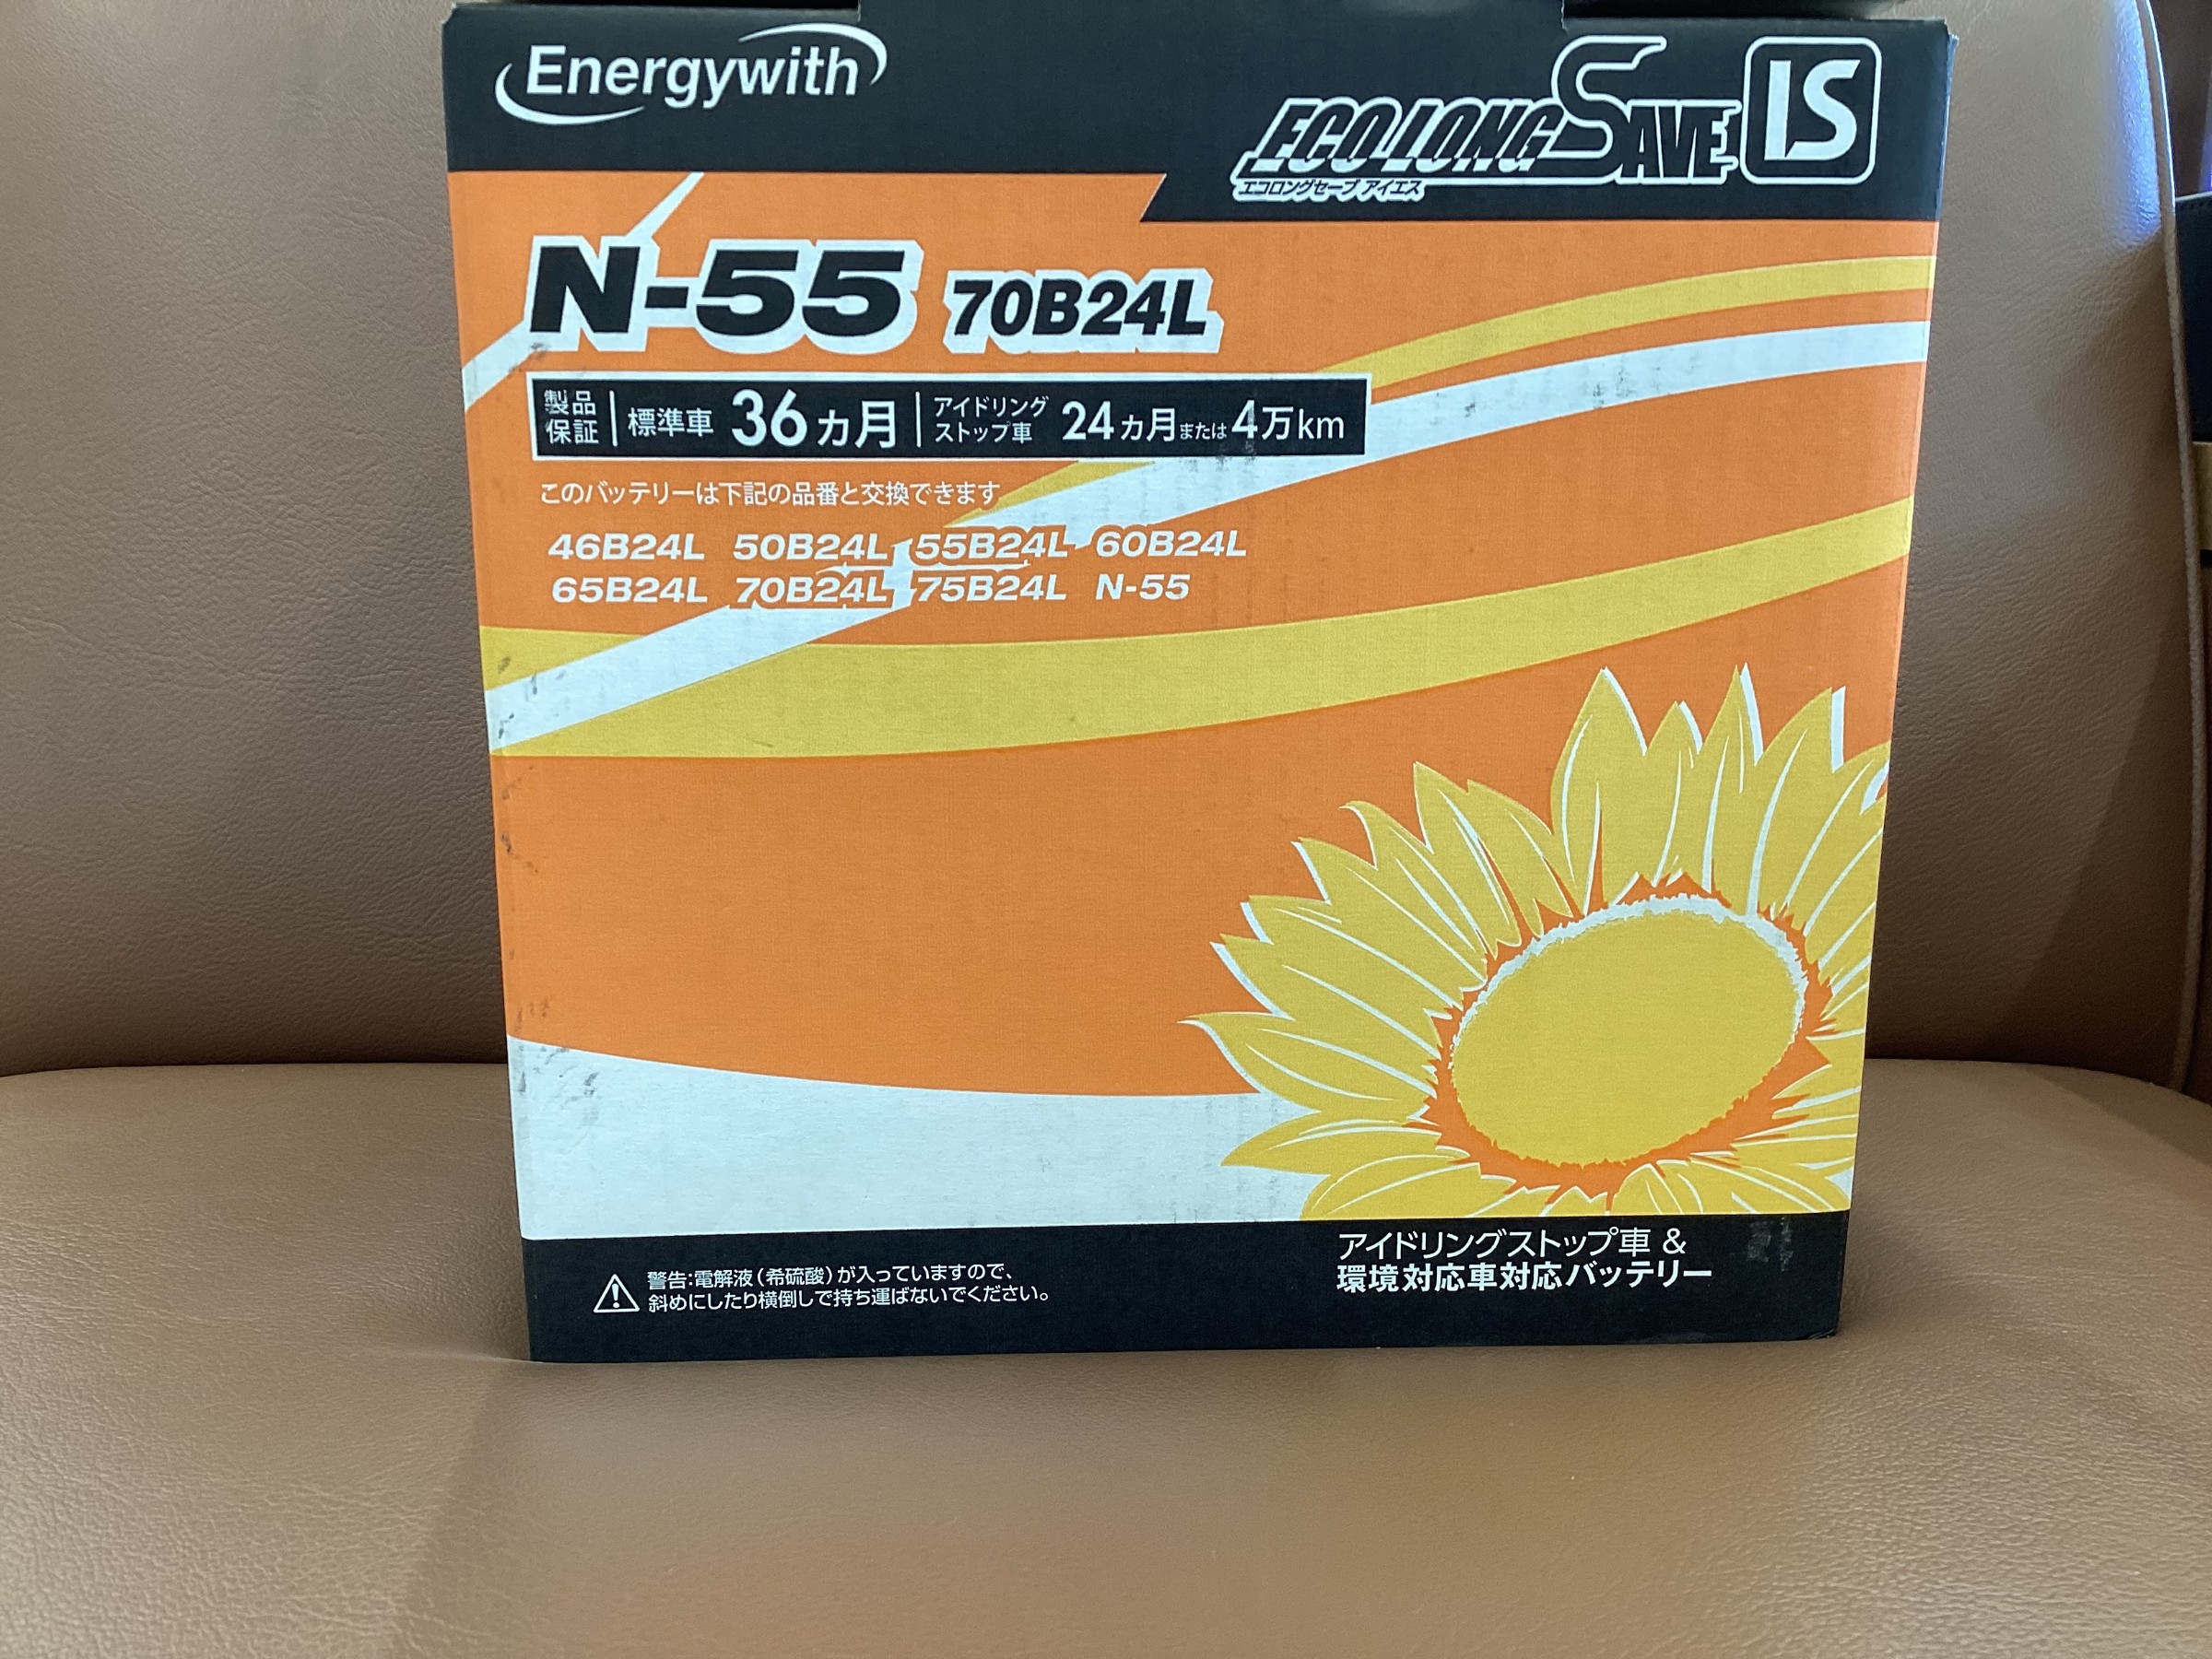 Energywith
ECO LONG SAVE IS
エコロングセーブ アイエス
N-55 70B24L
製品保証 標準車 36ヵ月 アイドリングストップ車 24ヵ月または4万km
このバッテリーは下記の品番と交換できます
46B24L 50B24L 55B24L 60B24L
65B24L 70B24L 75B24L N-55
アイドリングストップ車 &
環境対応車対応バッテリー
警告:電解液(希硫酸)が入っていますので、
斜めにしたり横倒しで持ち運ばないでください。